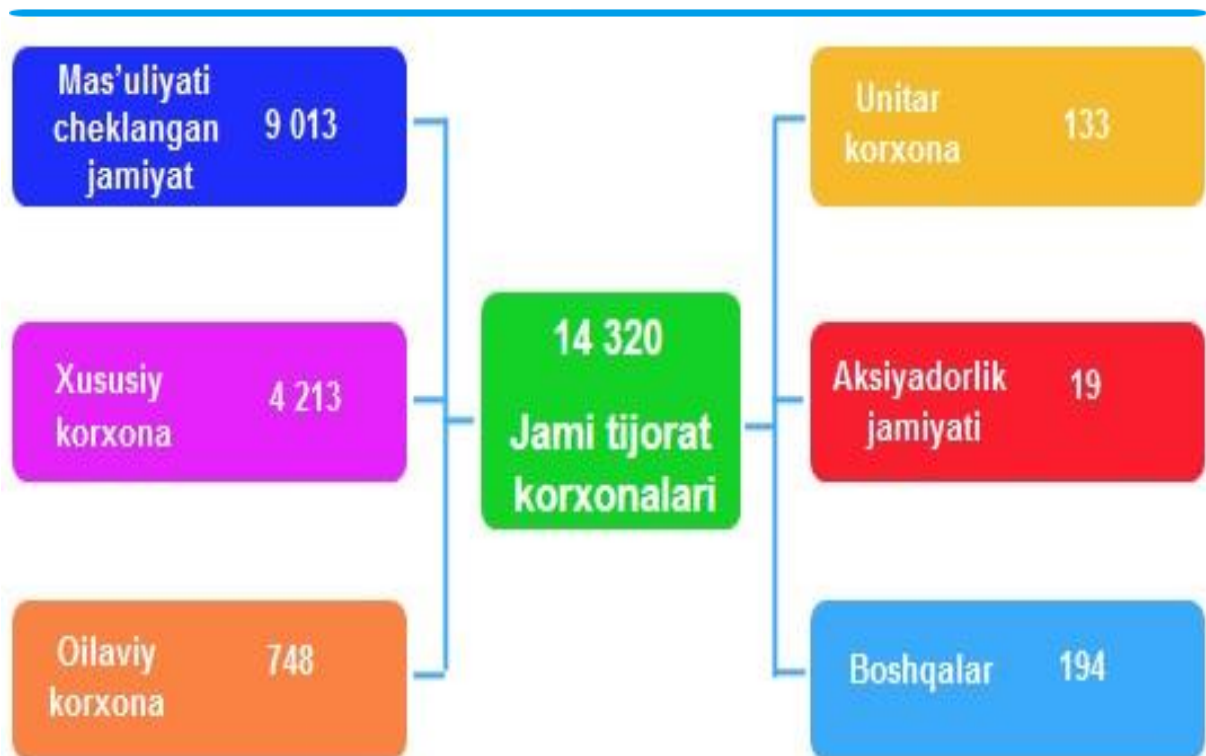 Mas’uliyati
cheklangan
jamiyat
9 013
Xususiy
korxona
4 213
Oilaviy
korxona
748
14 320
Jami tijorat
korxonalari
Unitar
korxona
133
Aksiyadorlik
jamiyati
19
Boshqalar
194